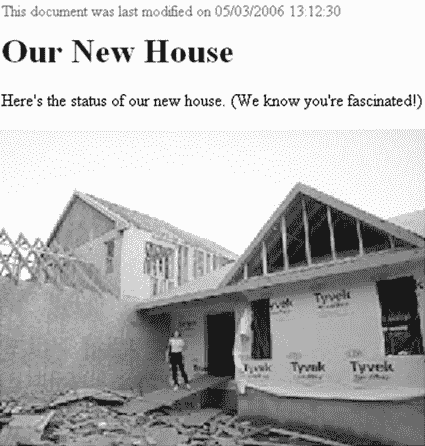 This document was last modified on 05/03/2006 13:12:30
Our New House
Here's the status of our new house. (We know you're fascinated!)
Tyvek
Tyvek
Tyvek
Tyvek
Tyvek